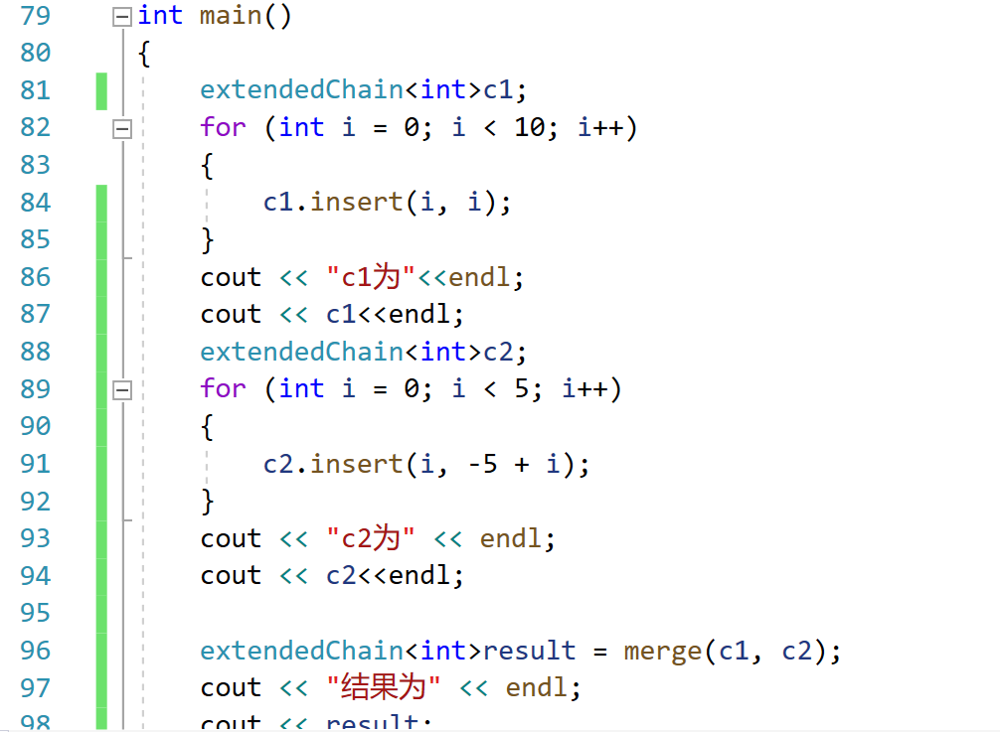 79 int main()
80 {
81 extendedChain<int>c1;
82 for (int i = 0; i < 10; i++)
83 {
84 c1.insert(i, i);
85 }
86 cout << "c1为"<<endl;
87 cout << c1<<endl;
88 extendedChain<int>c2;
89 for (int i = 0; i < 5; i++)
90 {
91 c2.insert(i, -5 + i);
92 }
93 cout << "c2为" << endl;
94 cout << c2<<endl;
95
96 extendedChain<int>result = merge(c1, c2);
97 cout << "结果为" << endl;
98 cout << result;